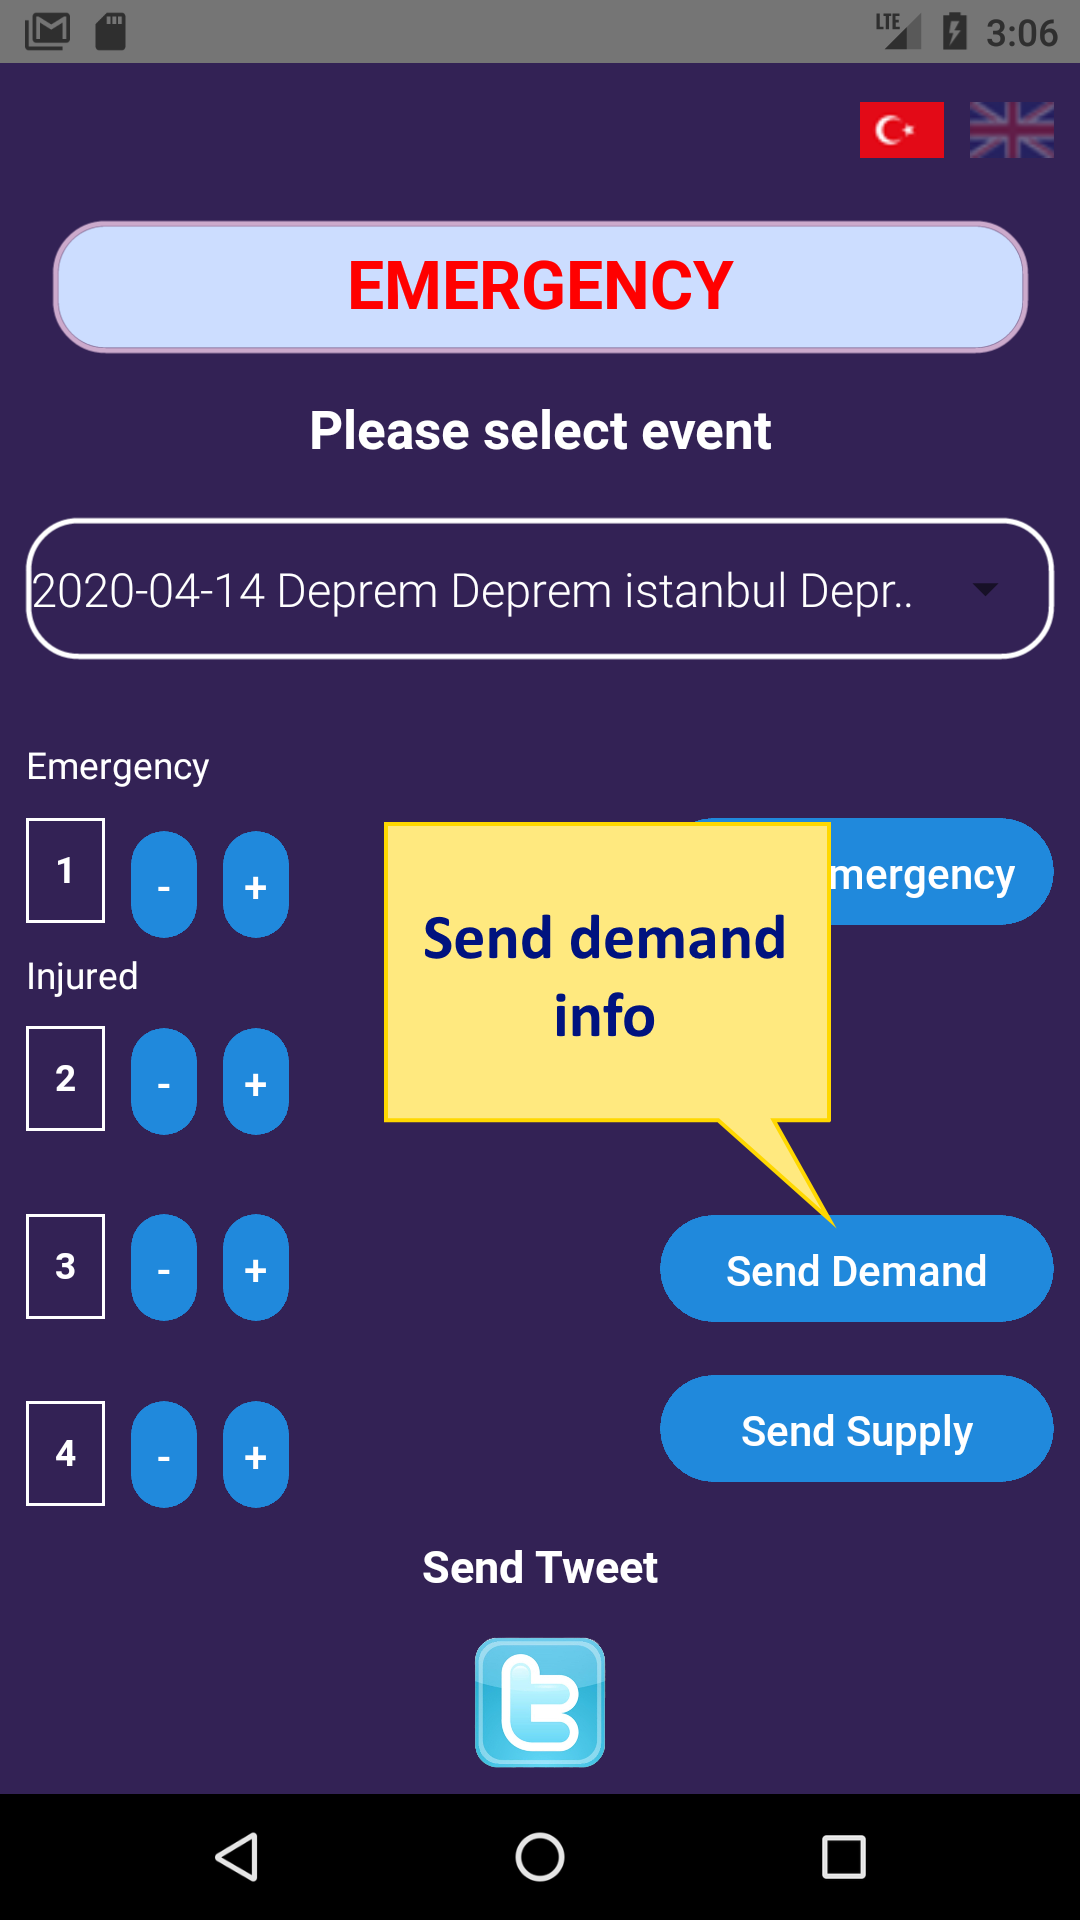 LTE 3:06
EMERGENCY
Please select event
2020-04-14 Deprem Deprem istanbul Depr..
Emergency
1 - + mergency
Send demand
info
Injured
2 - +
3 - + Send Demand
Send Supply
4 - +
Send Tweet